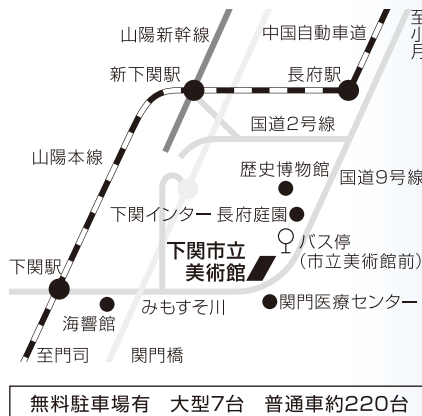 山陽新幹線
中国自動車道
至小月
新下関駅
長府駅
国道2号線
山陽本線
歴史博物館
国道9号線
下関インター
長府庭園
バス停
(市立美術館前)
下関市立
美術館
下関駅
関門医療センター
みもすそ川
海響館
至門司
関門橋
無料駐車場有 大型7台 普通車約220台